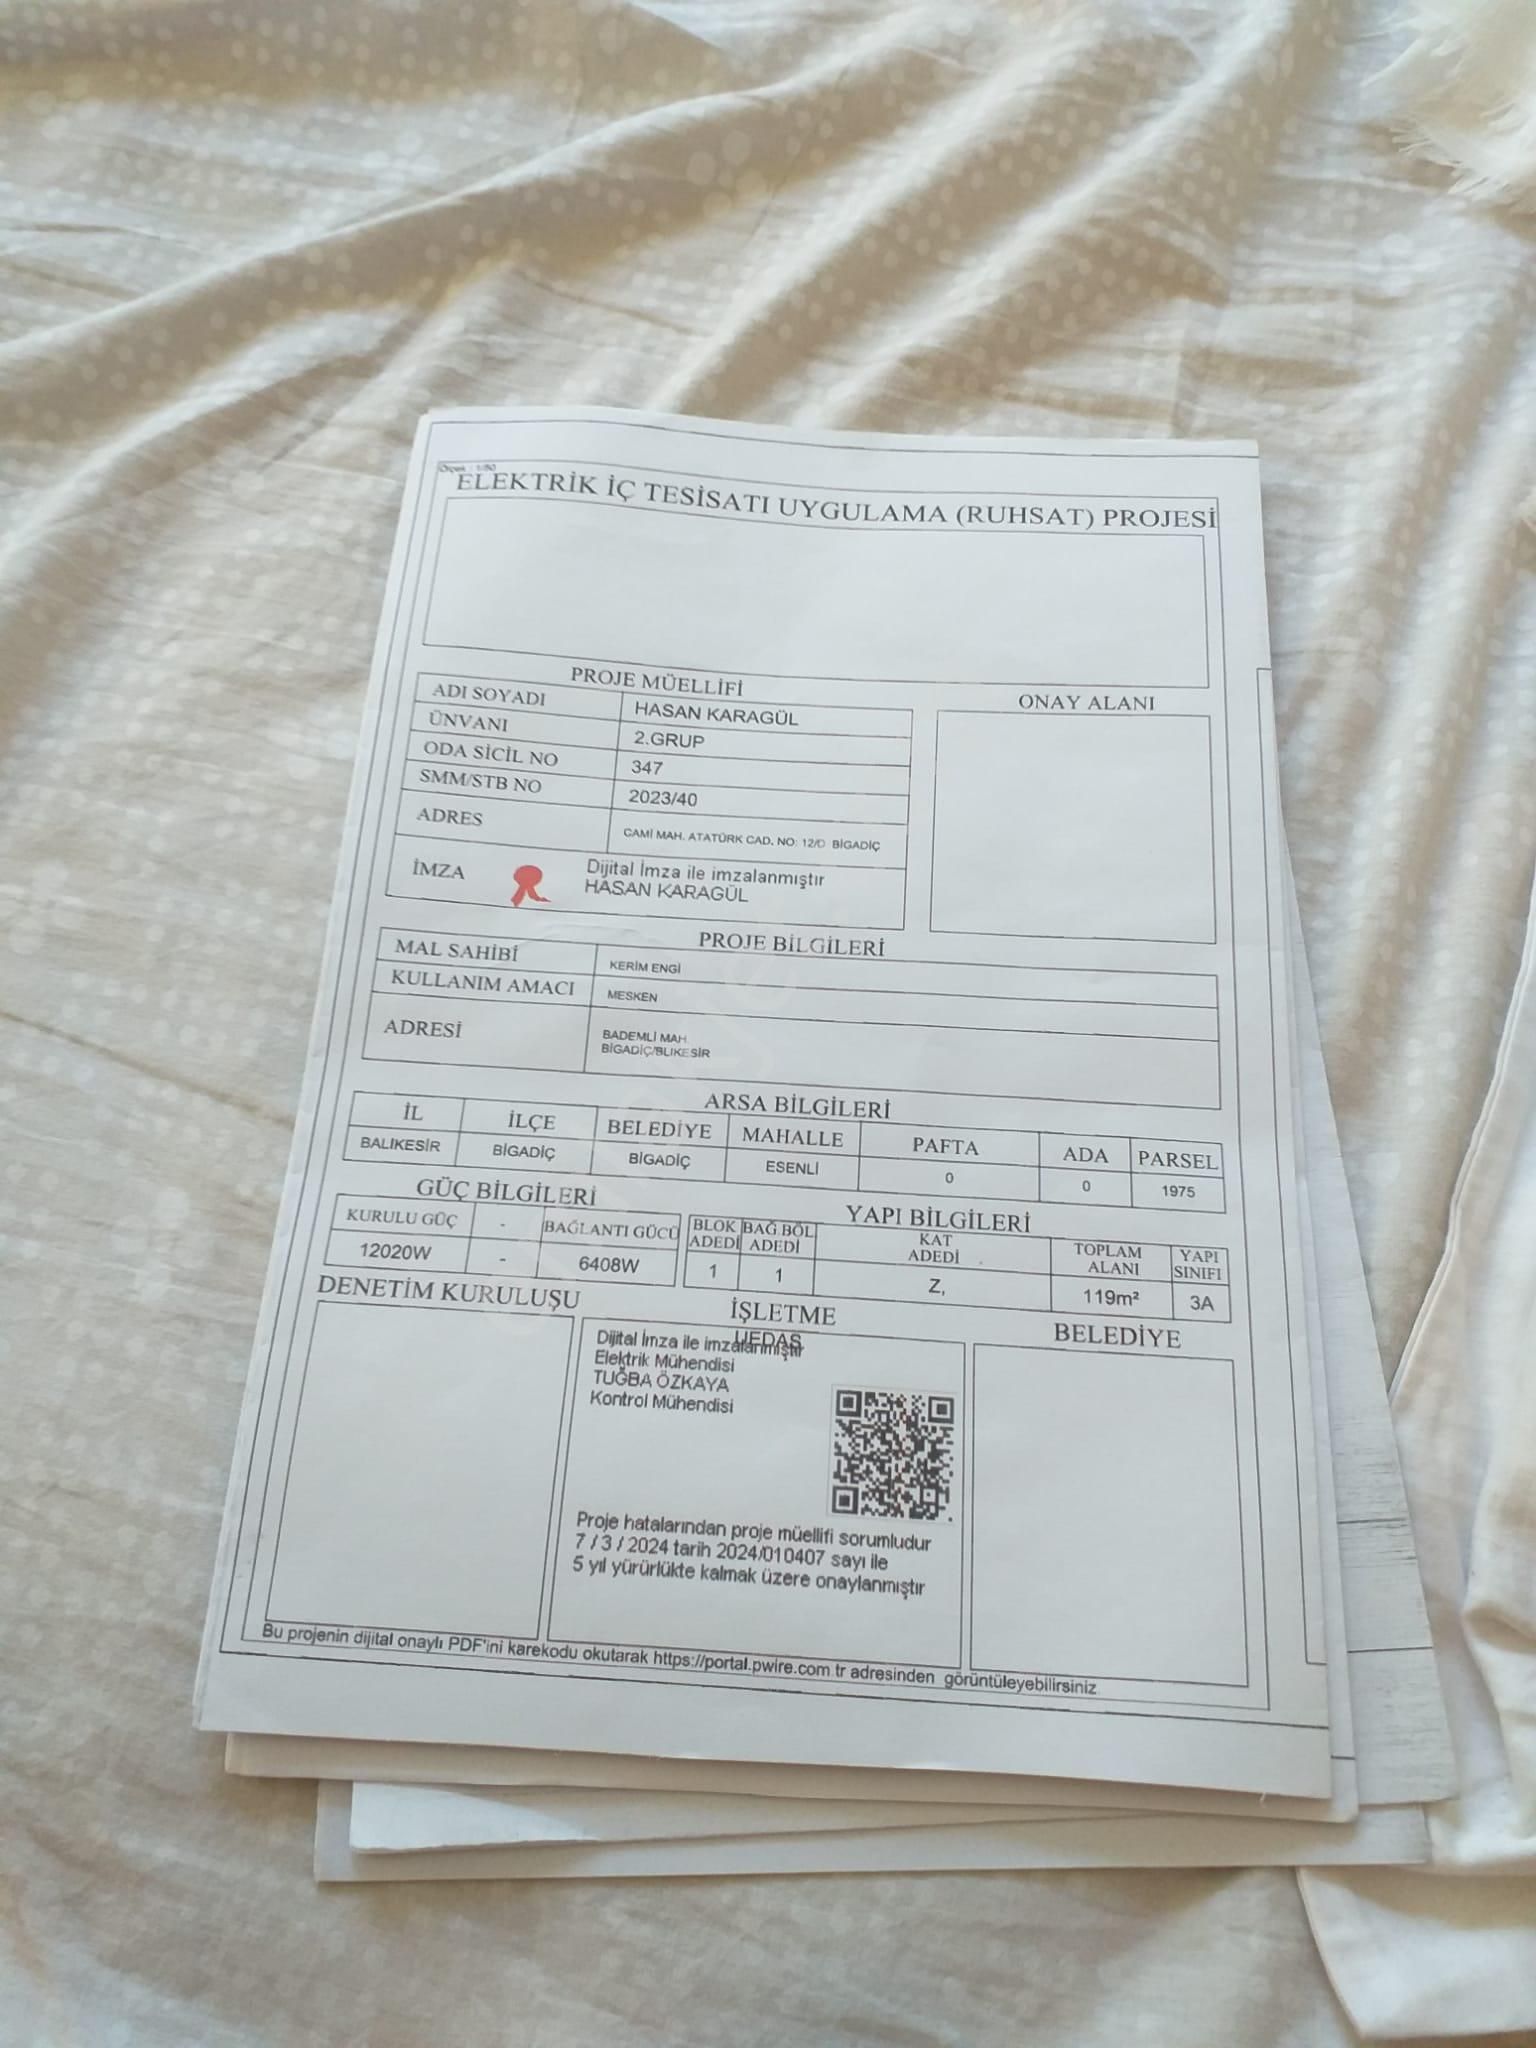 Ölçek : 1/50
ELEKTRİK İÇ TESİSATI UYGULAMA (RUHSAT) PROJESİ
PROJE MÜELLİFİ
ADI SOYADI HASAN KARAGÜL
ÜNVANI 2.GRUP
ODA SİCİL NO 347
SMM/STB NO 2023/40
ADRES CAMİ MAH. ATATÜRK CAD. NO: 12/D BİGADİÇ
İMZA Dijital İmza ile imzalanmıştır
HASAN KARAGÜL
ONAY ALANI
PROJE BİLGİLERİ
MAL SAHİBİ KERİM ENGİ
KULLANIM AMACI MESKEN
ADRESİ BADEMLİ MAH.
BİGADİÇ/BLIKESİR
ARSA BİLGİLERİ
İL İLÇE BELEDİYE MAHALLE PAFTA ADA PARSEL
BALIKESİR BİGADİÇ BİGADİÇ ESENLİ 0 0 1975
GÜÇ BİLGİLERİ
KURULU GÜÇ - BAĞLANTI GÜCÜ
12020W - 6408W
YAPI BİLGİLERİ
BLOK ADEDİ BAĞ.BÖL ADEDİ KAT ADEDİ TOPLAM ALANI YAPI SINIFI
1 1 Z, 119m² 3A
DENETİM KURULUŞU
İŞLETME
UEDAŞ
Dijital İmza ile imzalanmıştır
Elektrik Mühendisi
TUĞBA ÖZKAYA
Kontrol Mühendisi
Proje hatalarından proje müellifi sorumludur
7 / 3 / 2024 tarih 2024/010407 sayı ile
5 yıl yürürlükte kalmak üzere onaylanmıştır
BELEDİYE
Bu projenin dijital onaylı PDF'ini karekodu okutarak https://portal.pwire.com.tr adresinden görüntüleyebilirsiniz